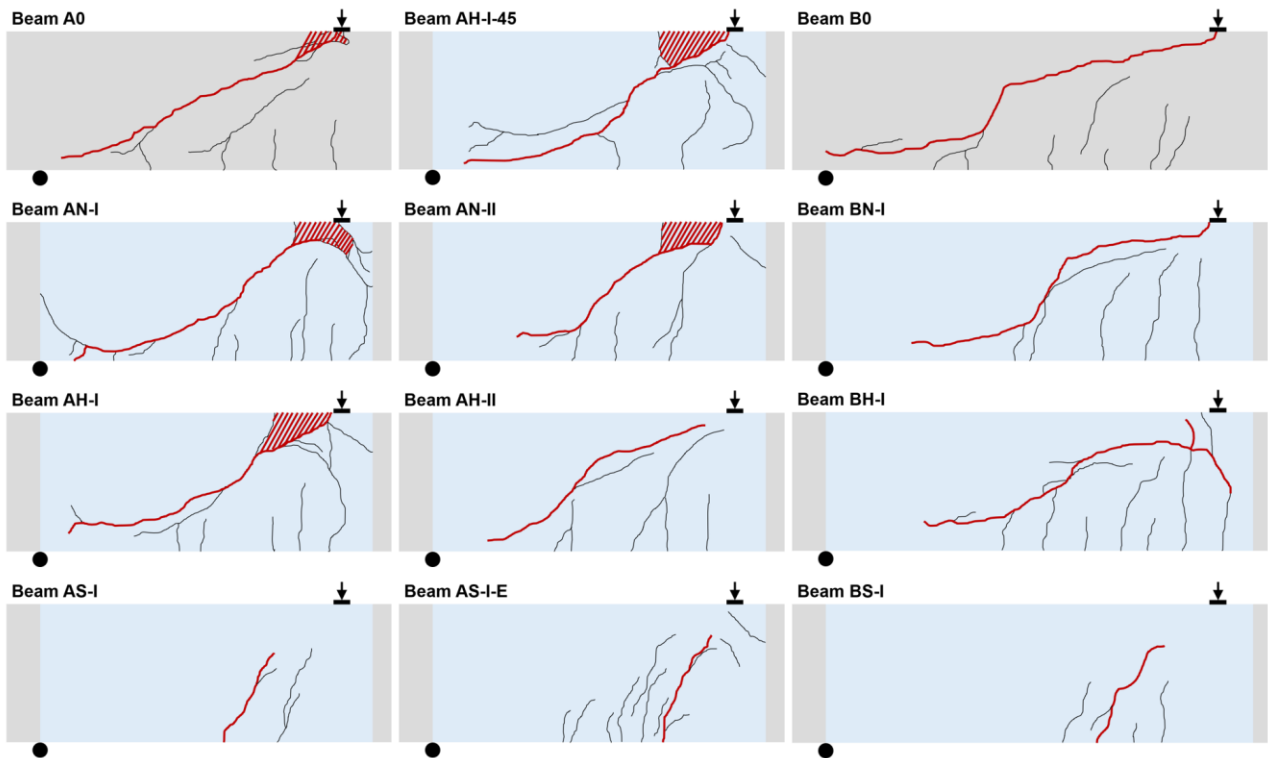 Beam A0
Beam AH-I-45
Beam B0
Beam AN-I
Beam AN-II
Beam BN-I
Beam AH-I
Beam AH-II
Beam BH-I
Beam AS-I
Beam AS-I-E
Beam BS-I